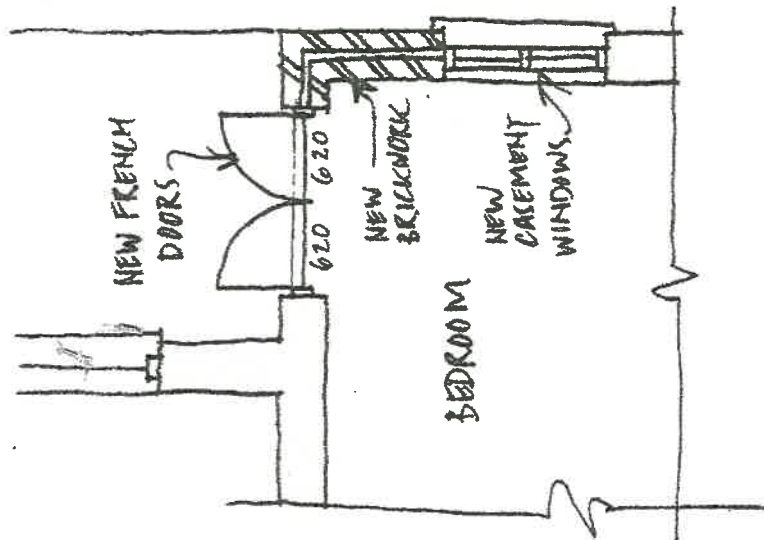 NEW FRENCH
DOORS
620 620
NEW
BRICKWORK
NEW
CASEMENT
WINDOWS
BEDROOM